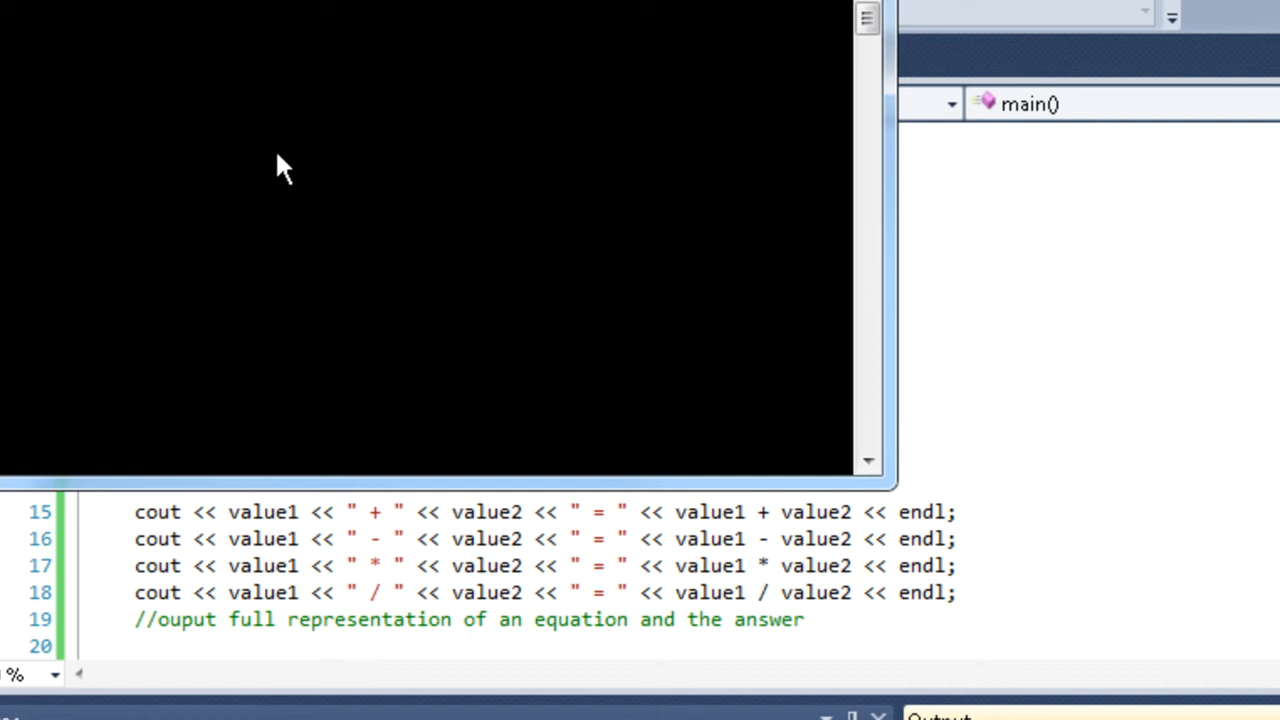 main()
15 cout << value1 << " + " << value2 << " = " << value1 + value2 << endl;
16 cout << value1 << " - " << value2 << " = " << value1 - value2 << endl;
17 cout << value1 << " * " << value2 << " = " << value1 * value2 << endl;
18 cout << value1 << " / " << value2 << " = " << value1 / value2 << endl;
19 //ouput full representation of an equation and the answer
20
%
Output